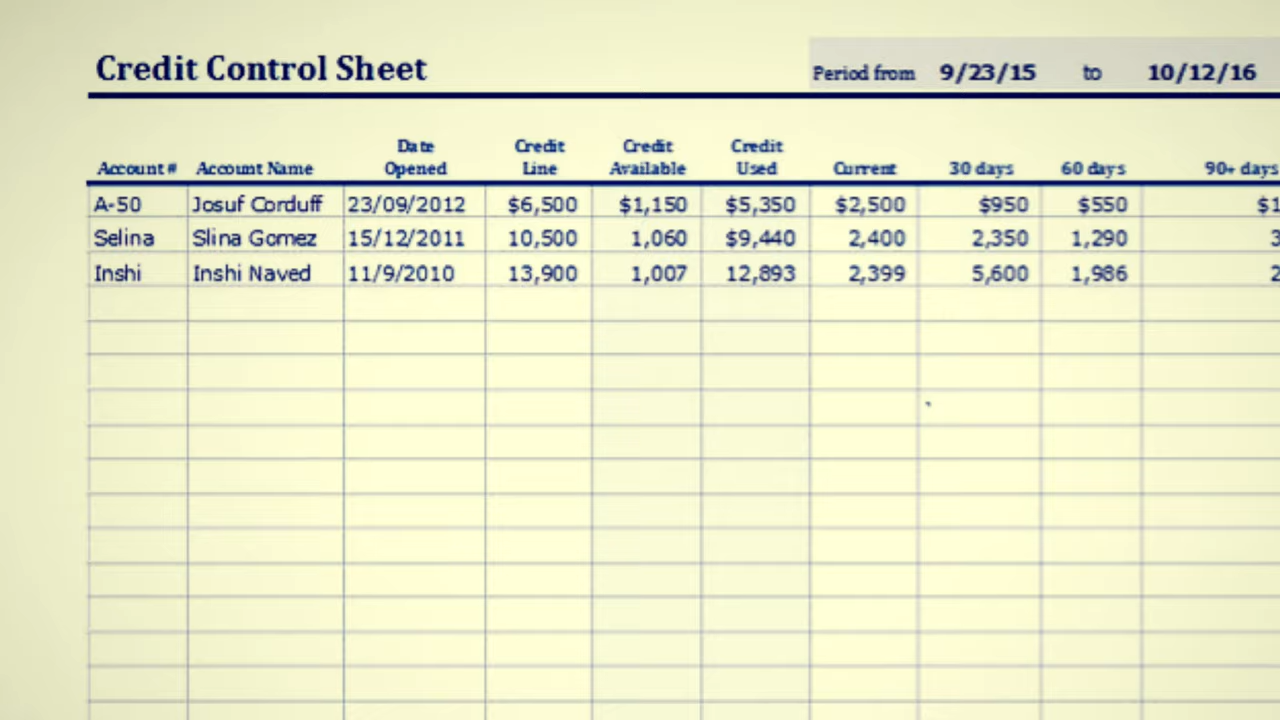 Credit Control Sheet Period from 9/23/15 to 10/12/16
Date Credit Credit Credit
Account # Account Name Opened Line Available Used Current 30 days 60 days 90+ days
A-50 Josuf Corduff 23/09/2012 $6,500 $1,150 $5,350 $2,500 $950 $550
Selina Slina Gomez 15/12/2011 10,500 1,060 $9,440 2,400 2,350 1,290
Inshi Inshi Naved 11/9/2010 13,900 1,007 12,893 2,399 5,600 1,986